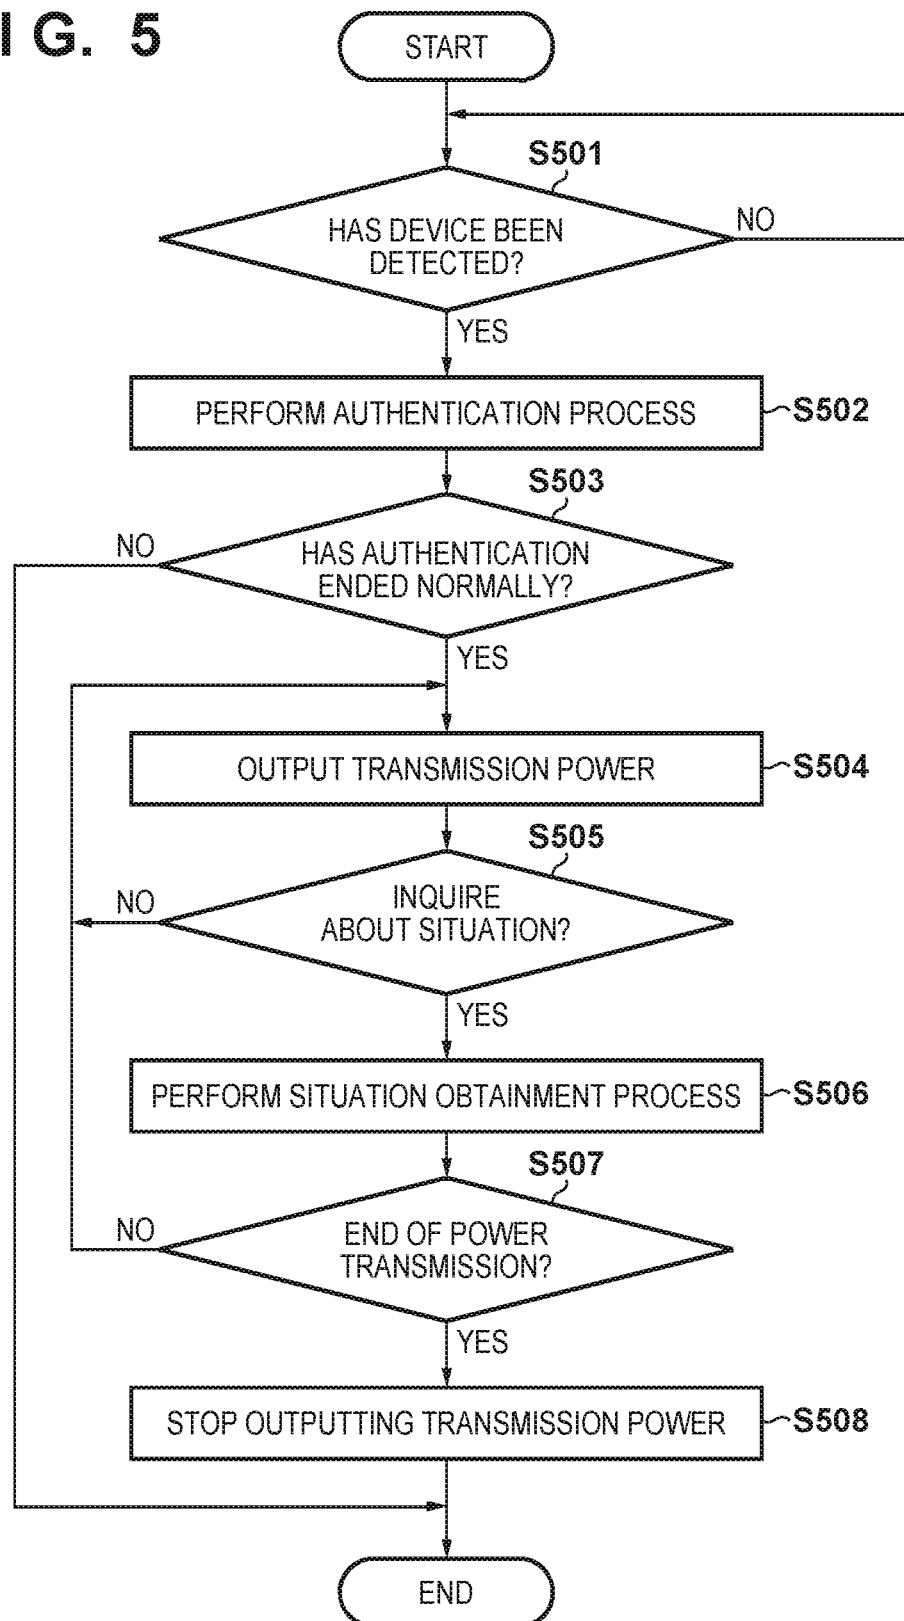 IG. 5
START
S501
HAS DEVICE BEEN
DETECTED?
NO
YES
PERFORM AUTHENTICATION PROCESS
S502
S503
NO
HAS AUTHENTICATION
ENDED NORMALLY?
YES
OUTPUT TRANSMISSION POWER
S504
S505
NO
INQUIRE
ABOUT SITUATION?
YES
PERFORM SITUATION OBTAINMENT PROCESS
S506
S507
NO
END OF POWER
TRANSMISSION?
YES
STOP OUTPUTTING TRANSMISSION POWER
S508
END